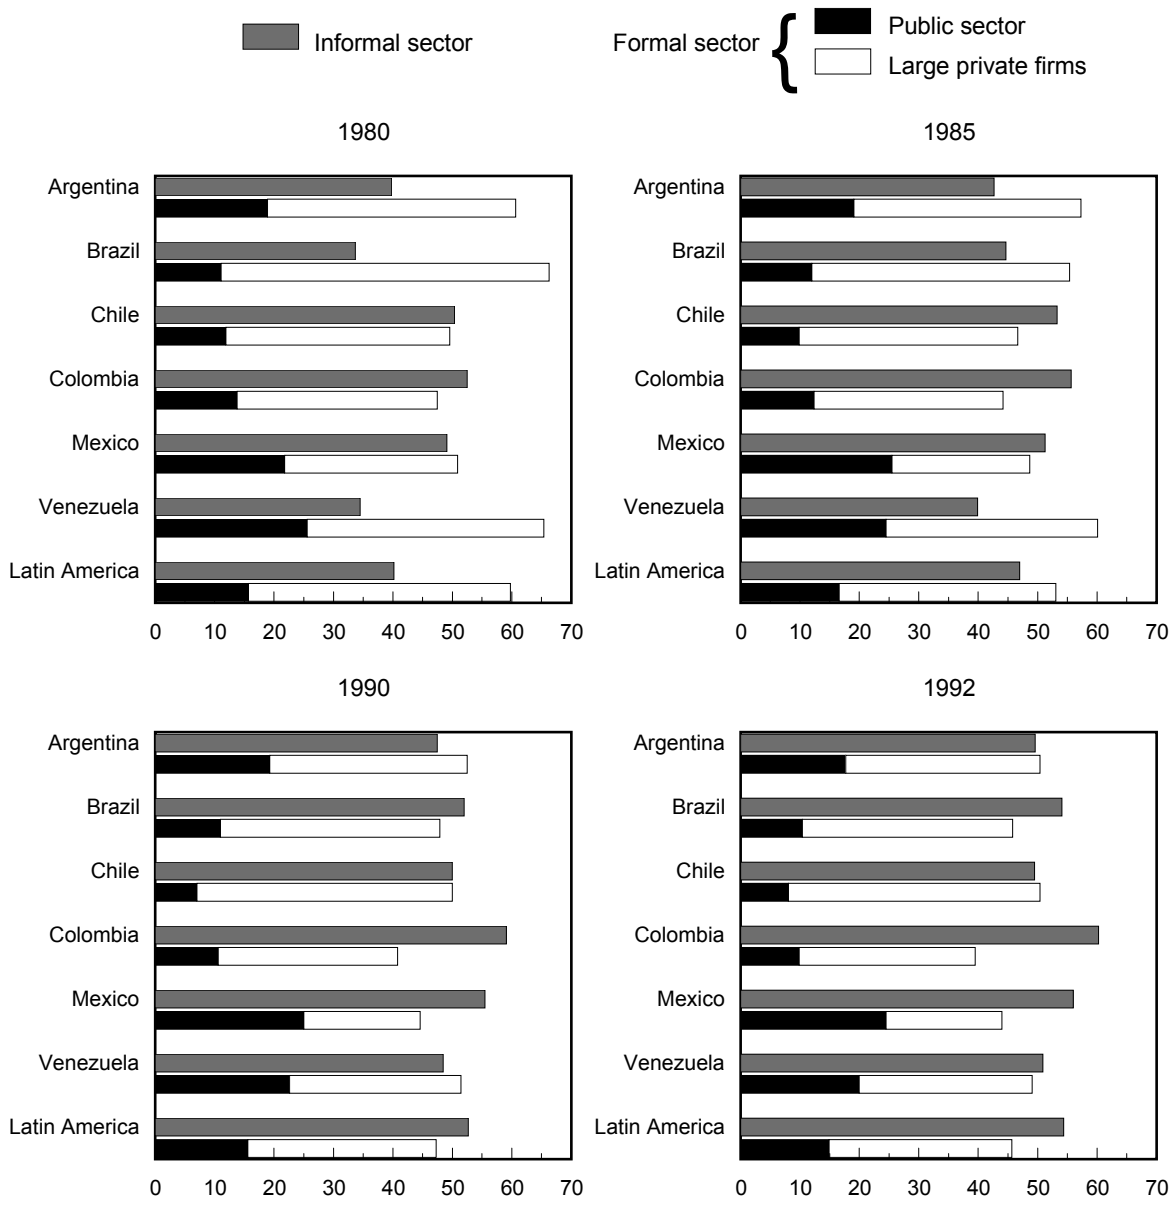 Informal sector
Formal sector
Public sector
Large private firms
1980
Argentina
Brazil
Chile
Colombia
Mexico
Venezuela
Latin America
0 10 20 30 40 50 60 70
1985
Argentina
Brazil
Chile
Colombia
Mexico
Venezuela
Latin America
0 10 20 30 40 50 60 70
1990
Argentina
Brazil
Chile
Colombia
Mexico
Venezuela
Latin America
0 10 20 30 40 50 60 70
1992
Argentina
Brazil
Chile
Colombia
Mexico
Venezuela
Latin America
0 10 20 30 40 50 60 70